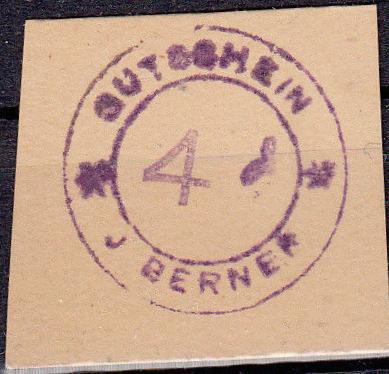 GUTSCHEIN
4 ₰
J BERNER